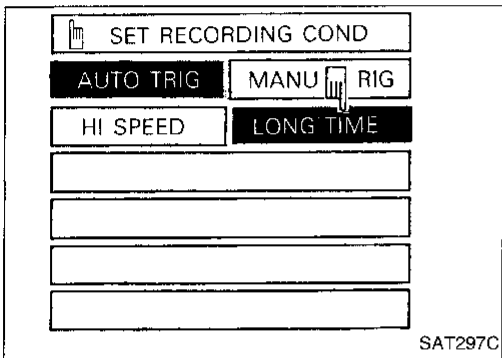 SET RECORDING COND
AUTO TRIG MANU RIG
HI SPEED LONG TIME
SAT297C